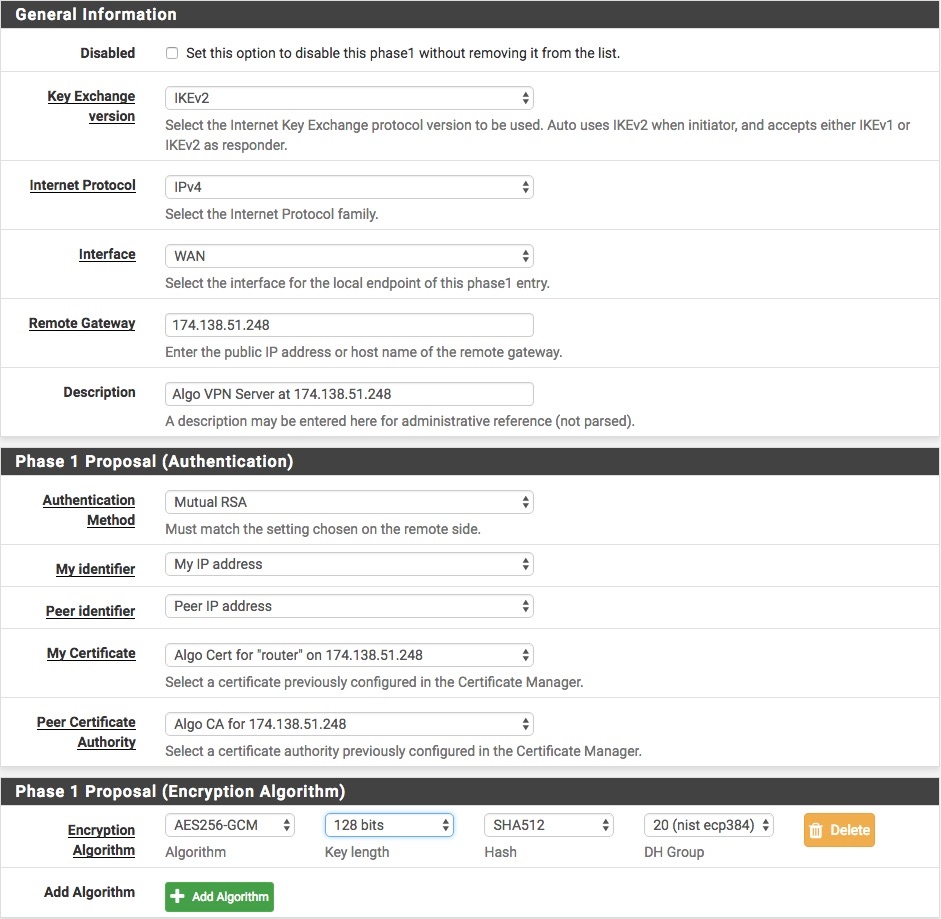 General Information
Disabled
Set this option to disable this phase1 without removing it from the list.
Key Exchange
version
IKEv2
Select the Internet Key Exchange protocol version to be used. Auto uses IKEv2 when initiator, and accepts either IKEv1 or
IKEv2 as responder.
Internet Protocol
IPv4
Select the Internet Protocol family.
Interface
WAN
Select the interface for the local endpoint of this phase1 entry.
Remote Gateway
174.138.51.248
Enter the public IP address or host name of the remote gateway.
Description
Algo VPN Server at 174.138.51.248
A description may be entered here for administrative reference (not parsed).
Phase 1 Proposal (Authentication)
Authentication
Method
Mutual RSA
Must match the setting chosen on the remote side.
My identifier
My IP address
Peer identifier
Peer IP address
My Certificate
Algo Cert for "router" on 174.138.51.248
Select a certificate previously configured in the Certificate Manager.
Peer Certificate
Authority
Algo CA for 174.138.51.248
Select a certificate authority previously configured in the Certificate Manager.
Phase 1 Proposal (Encryption Algorithm)
Encryption
Algorithm
AES256-GCM
128 bits
SHA512
20 (nist ecp384)
Delete
Algorithm
Key length
Hash
DH Group
Add Algorithm
Add Algorithm